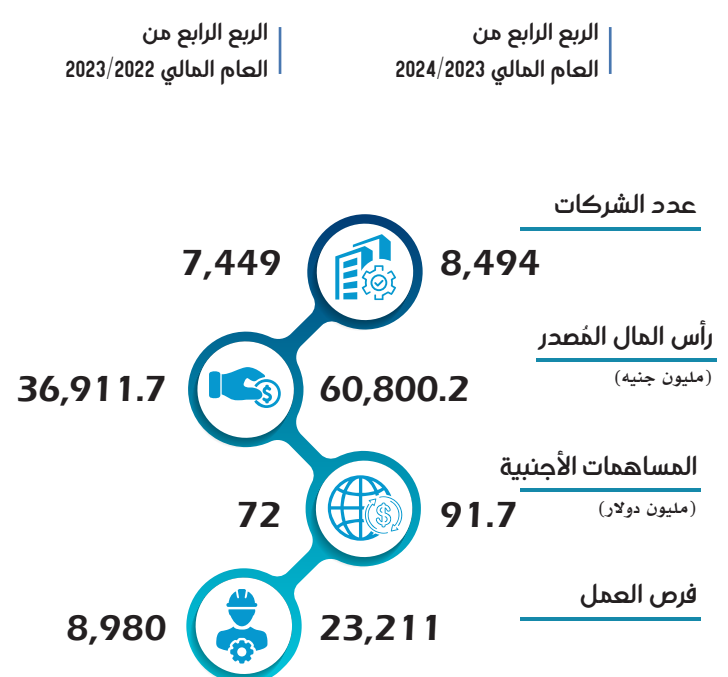 الربع الرابع من
العام المالي 2024/2023
الربع الرابع من
العام المالي 2023/2022
عدد الشركات
8,494
7,449
رأس المال المُصدر
(مليون جنيه)
60,800.2
36,911.7
المساهمات الأجنبية
(مليون دولار)
91.7
72
فرص العمل
23,211
8,980